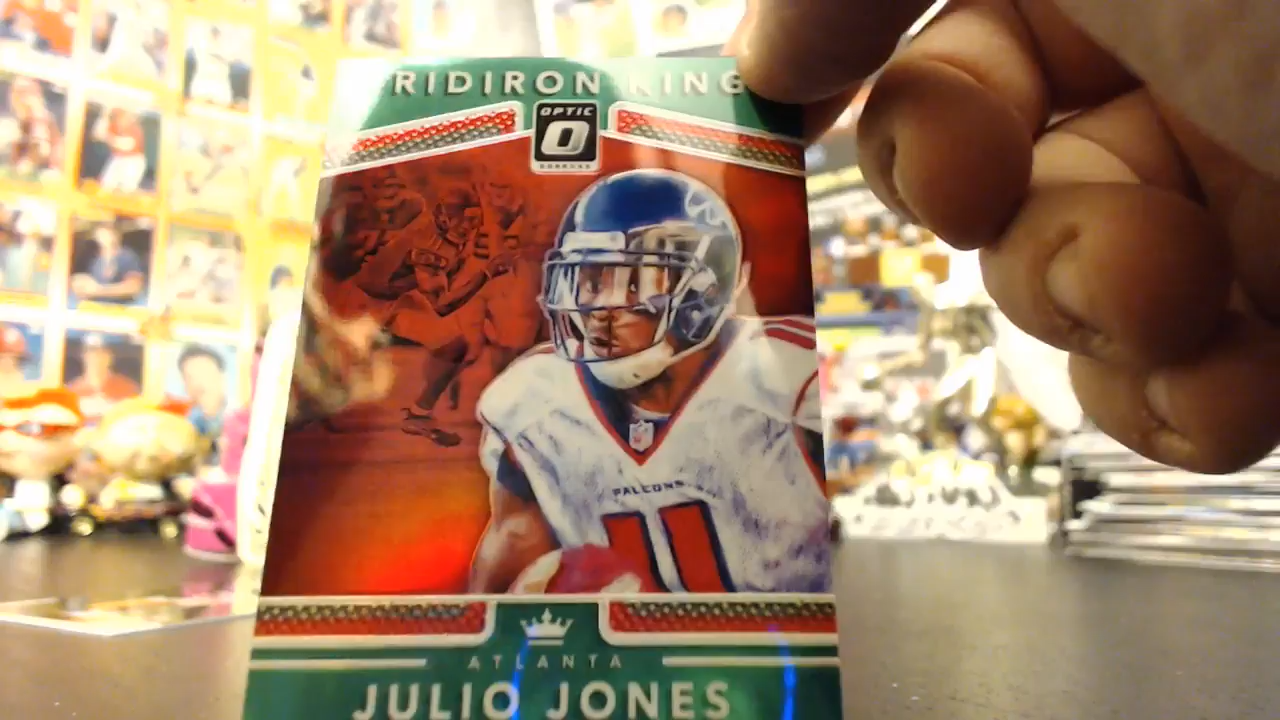 RIDIRON KING
OPTIC
DONRUSS
FALCONS
11
ATLANTA
JULIO JONES